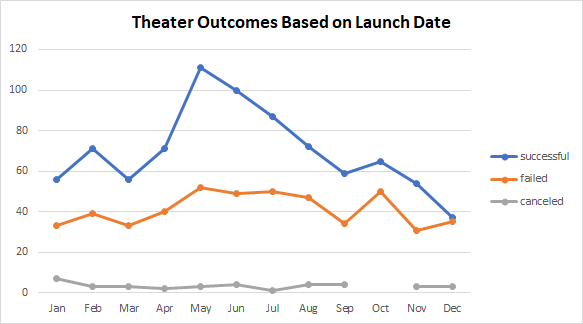 Theater Outcomes Based on Launch Date
120
100
80
60
40
20
0
Jan Feb Mar Apr May Jun Jul Aug Sep Oct Nov Dec
successful
failed
canceled